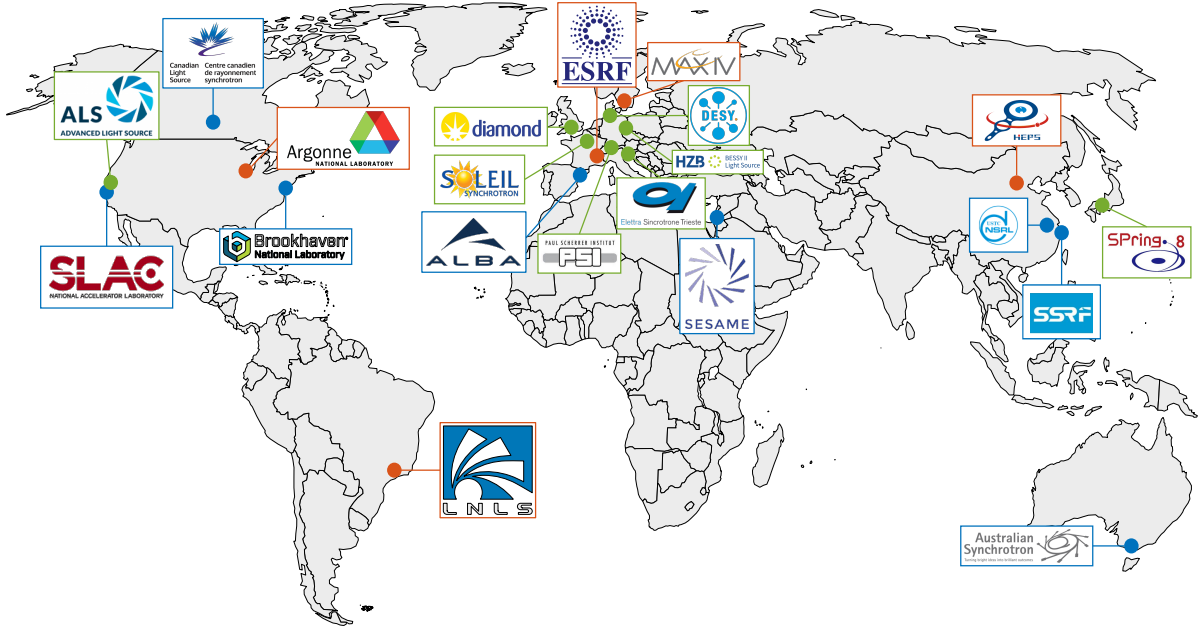 Canadian
Light
Source
Centre canadien
de rayonnement
synchrotron
ALS
ADVANCED LIGHT SOURCE
Argonne
NATIONAL LABORATORY
SLAC
NATIONAL ACCELERATOR LABORATORY
Brookhaverr
National Laboratory
LNLS
ESRF
MAX IV
diamond
DESY.
HZB
BESSY II
Light Source
SOLEIL
SYNCHROTRON
ALBA
PAUL SCHERRER INSTITUT
PSI
Elettra Sincrotrone Trieste
SESAME
HEPS
NSRL
SSRF
SPring. 8
Australian
Synchrotron